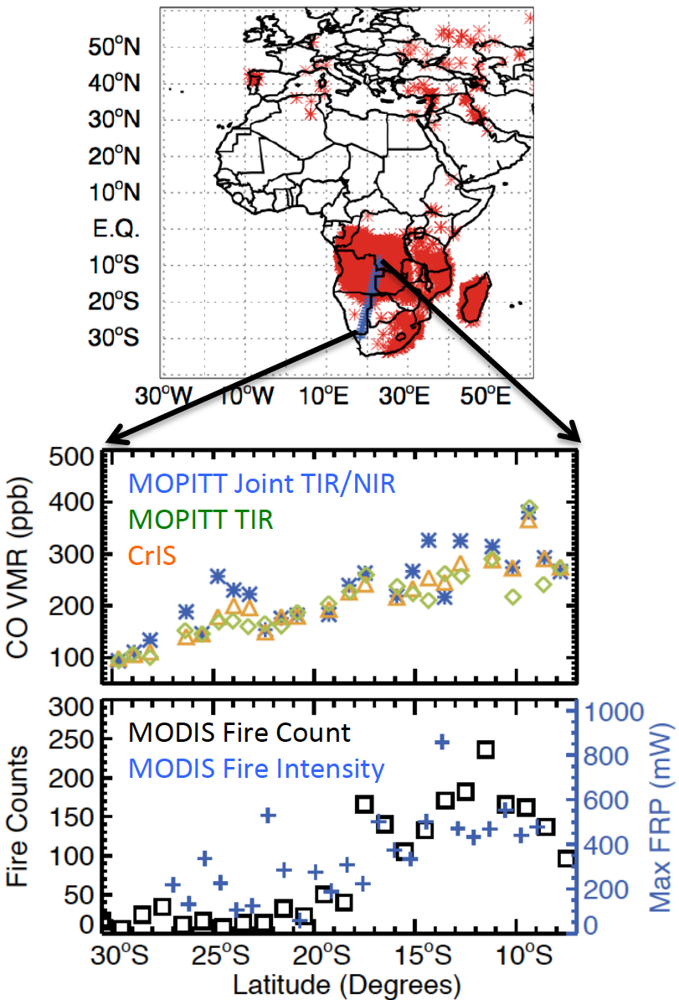 50°N
40°N
30°N
20°N
10°N
E.Q.
10°S
20°S
30°S
30°W 10°W 10°E 30°E 50°E
500
400
300
200
100
CO VMR (ppb)
MOPITT Joint TIR/NIR
MOPITT TIR
CrIS
300
250
200
150
100
50
0
Fire Counts
MODIS Fire Count
MODIS Fire Intensity
1000
800
600
400
200
0
Max FRP (mW)
30°S 25°S 20°S 15°S 10°S
Latitude (Degrees)